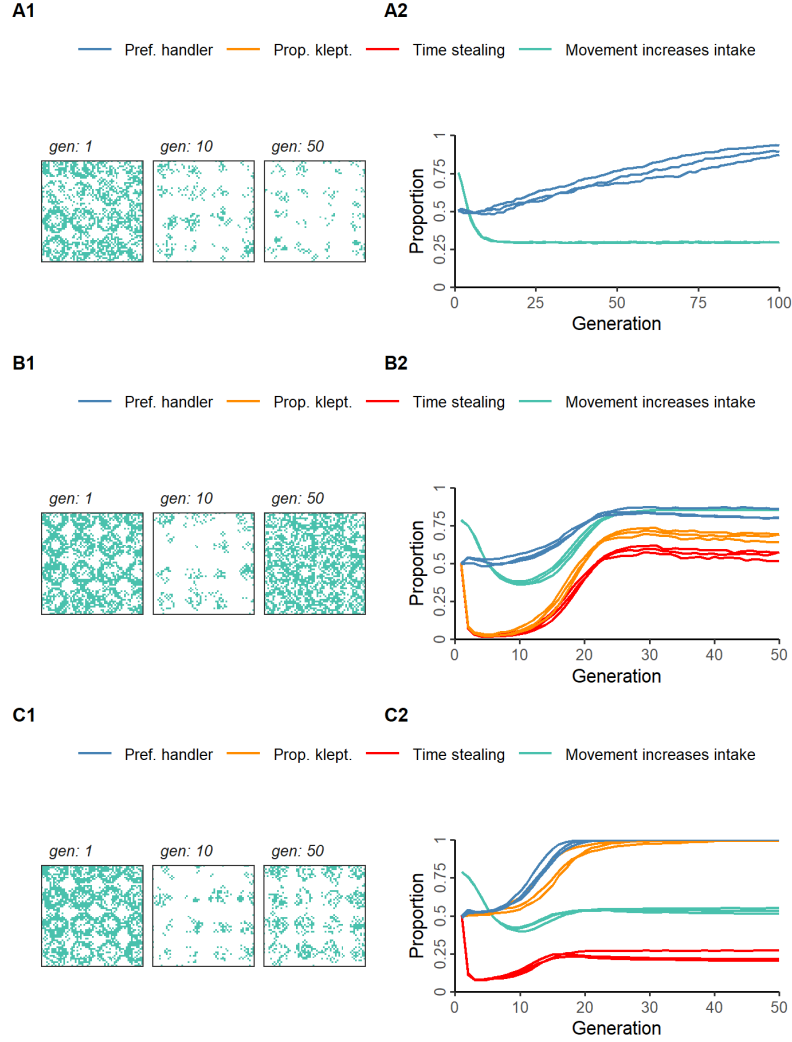 A1 A2
Pref. handler Prop. klept. Time stealing Movement increases intake
gen: 1 gen: 10 gen: 50
Proportion
0 0.25 0.5 0.75 1
0 25 50 75 100
Generation
B1 B2
Pref. handler Prop. klept. Time stealing Movement increases intake
gen: 1 gen: 10 gen: 50
Proportion
0 0.25 0.5 0.75 1
0 10 20 30 40 50
Generation
C1 C2
Pref. handler Prop. klept. Time stealing Movement increases intake
gen: 1 gen: 10 gen: 50
Proportion
0 0.25 0.5 0.75 1
0 10 20 30 40 50
Generation